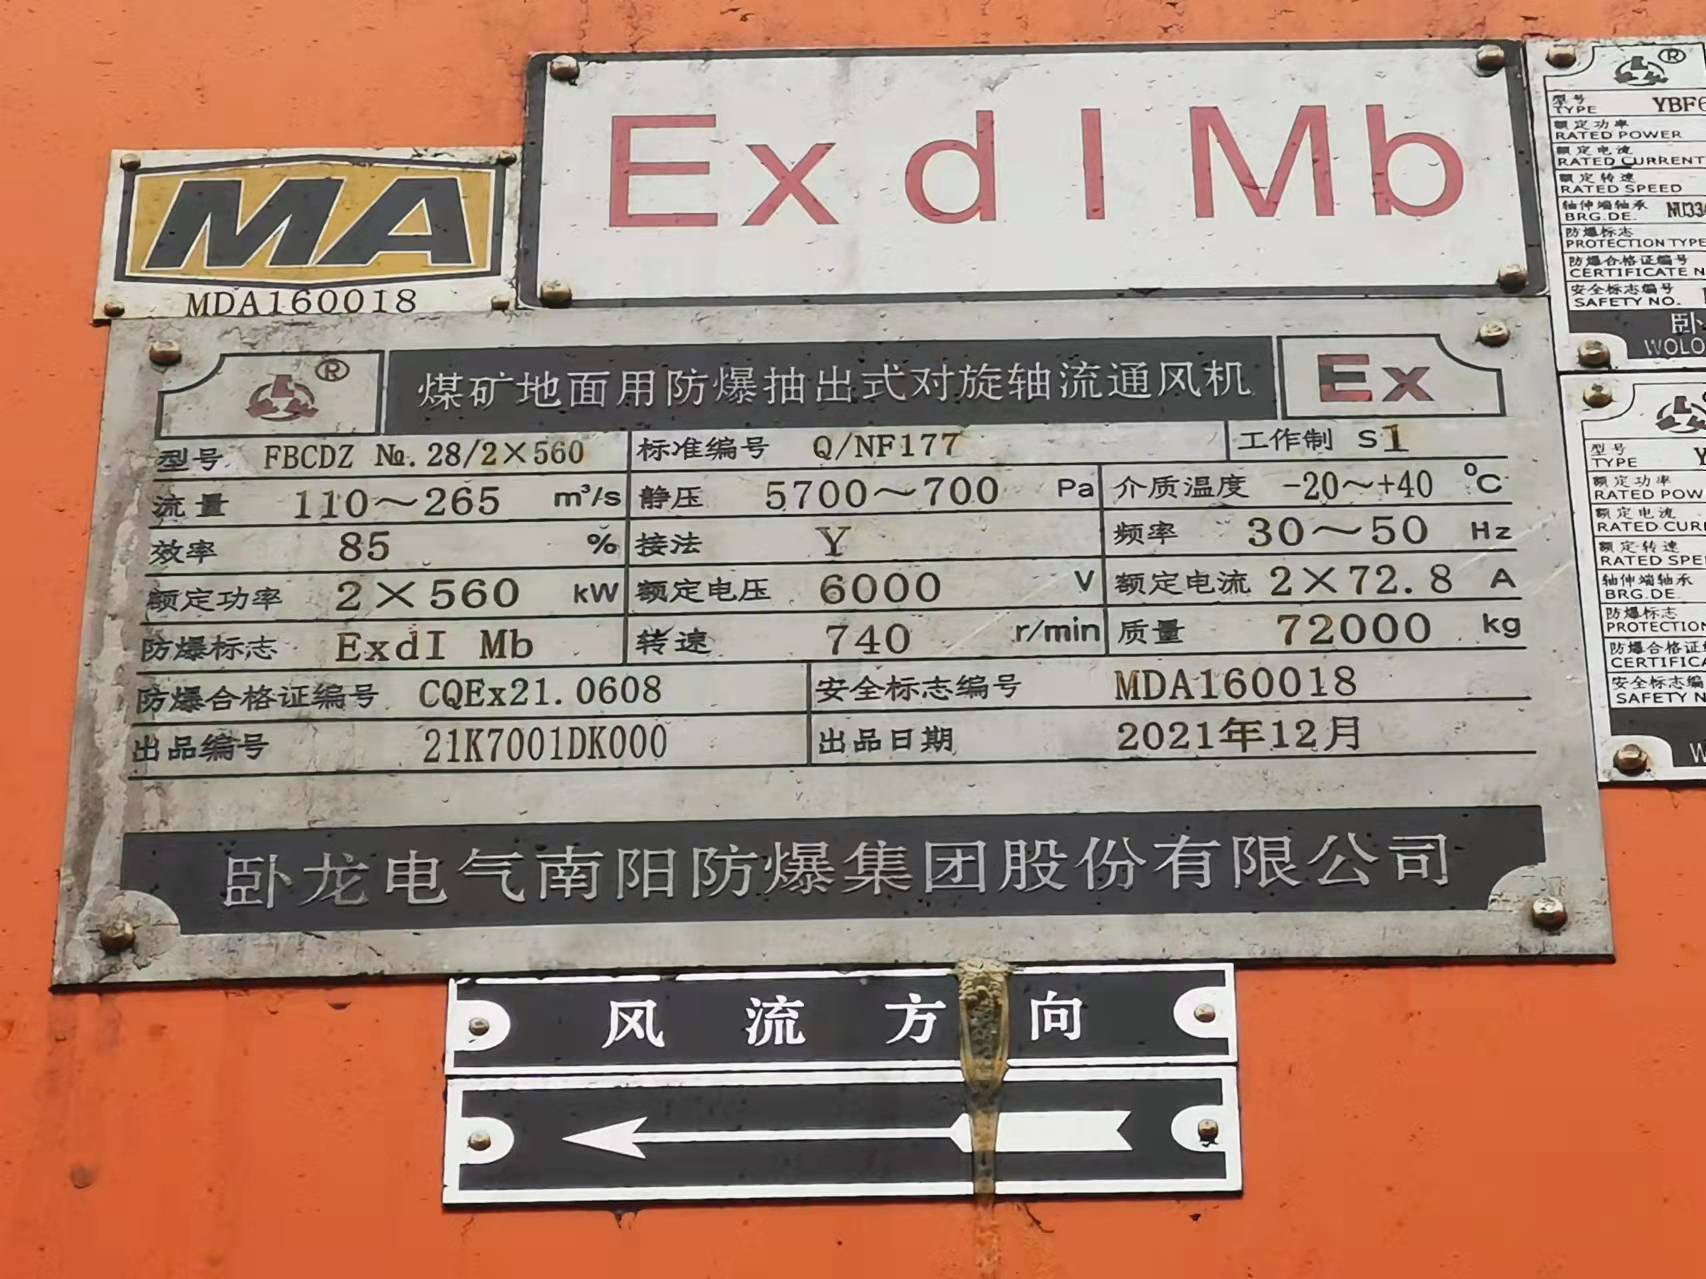 Ex d I Mb
MA
MDA160018
®
煤矿地面用防爆抽出式对旋轴流通风机
Ex
型号 FBCDZ №.28/2×560 标准编号 Q/NF177 工作制 S1
流量 110～265 m³/s 静压 5700～700 Pa 介质温度 -20～+40 ℃
效率 85 % 接法 Y 频率 30～50 Hz
额定功率 2×560 kW 额定电压 6000 V 额定电流 2×72.8 A
防爆标志 ExdI Mb 转速 740 r/min 质量 72000 kg
防爆合格证编号 CQEx21.0608 安全标志编号 MDA160018
出品编号 21K7001DK000 出品日期 2021年12月
卧龙电气南阳防爆集团股份有限公司
风流方向
®
型号
TYPE YBF6
额定功率
RATED POWER
额定电流
RATED CURRENT
额定转速
RATED SPEED
轴伸端轴承
BRG.DE.
防爆标志
PROTECTION TYPE
防爆合格证编号
CERTIFICATE N
安全标志编号
SAFETY NO.
卧
WOLO
型号
TYPE Y
额定功率
RATED POW
额定电流
RATED CUR
额定转速
RATED SPE
轴伸端轴承
BRG.DE.
防爆标志
PROTECTION
防爆合格证
CERTIFICA
安全标志编
SAFETY N
W